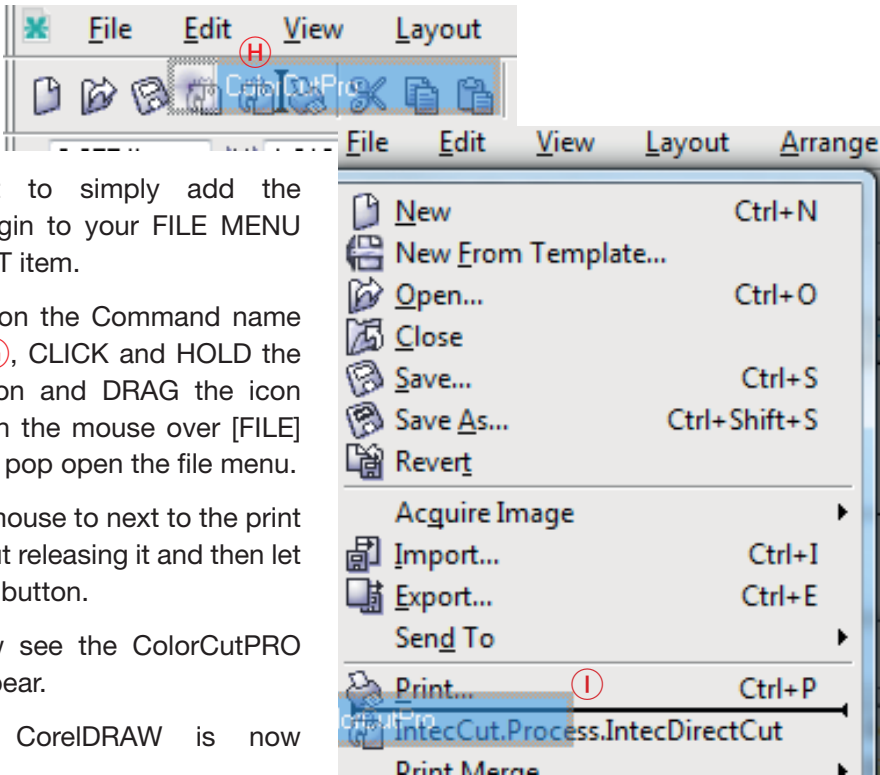 File Edit View Layout
H
ColorCutPro
File Edit View Layout Arrange
to simply add the
gin to your FILE MENU
T item.
on the Command name
), CLICK and HOLD the
on and DRAG the icon
n the mouse over [FILE]
pop open the file menu.
nouse to next to the print
ut releasing it and then let
button.
v see the ColorCutPRO
ear.
CorelDRAW is now
New Ctrl+N
New From Template...
Open... Ctrl+O
Close
Save... Ctrl+S
Save As... Ctrl+Shift+S
Revert
Acquire Image
Import... Ctrl+I
Export... Ctrl+E
Send To
Print... I Ctrl+P
IntecCut.Process.IntecDirectCut
Print Merge